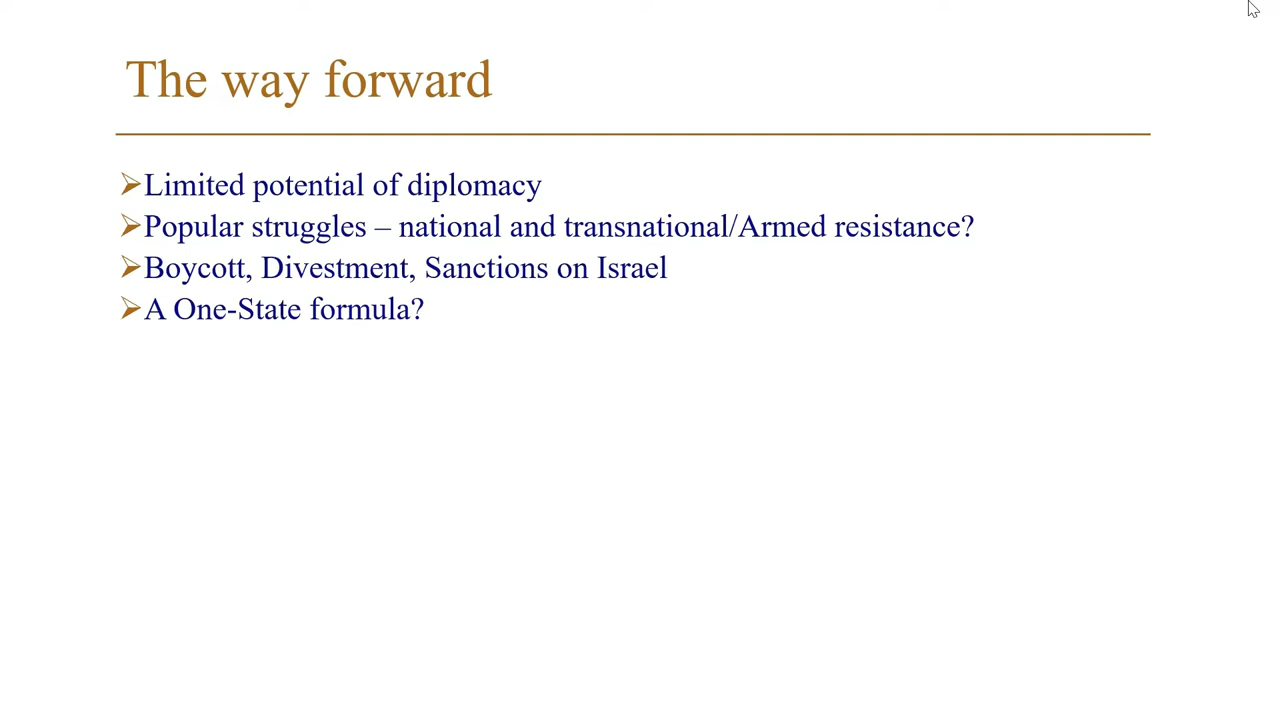 The way forward
➢Limited potential of diplomacy
➢Popular struggles – national and transnational/Armed resistance?
➢Boycott, Divestment, Sanctions on Israel
➢A One-State formula?